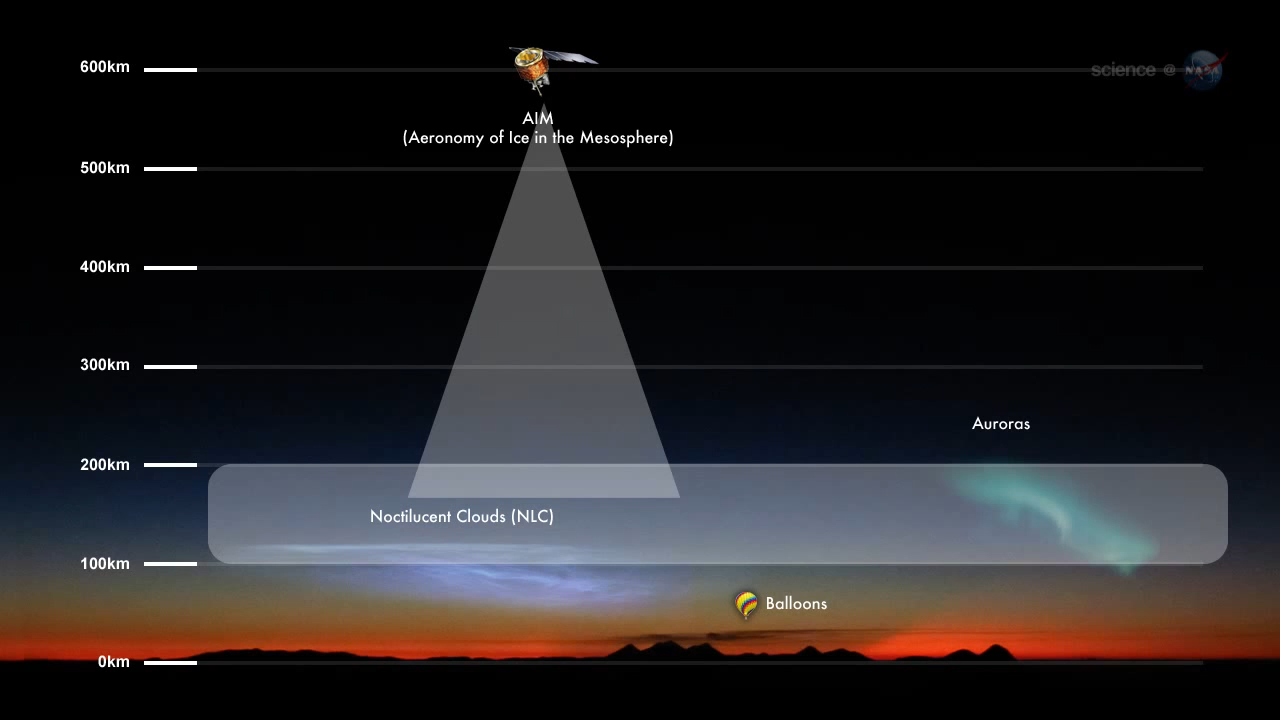 600km
science @ NASA
AIM
(Aeronomy of Ice in the Mesosphere)
500km
400km
300km
Auroras
200km
Noctilucent Clouds (NLC)
100km
Balloons
0km